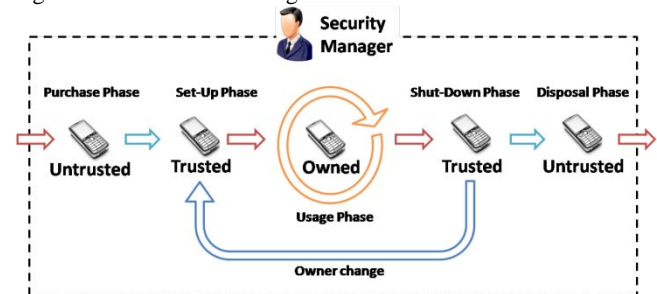 Security
Manager
Purchase Phase
Set-Up Phase
Shut-Down Phase
Disposal Phase
Untrusted
Trusted
Owned
Trusted
Untrusted
Usage Phase
Owner change